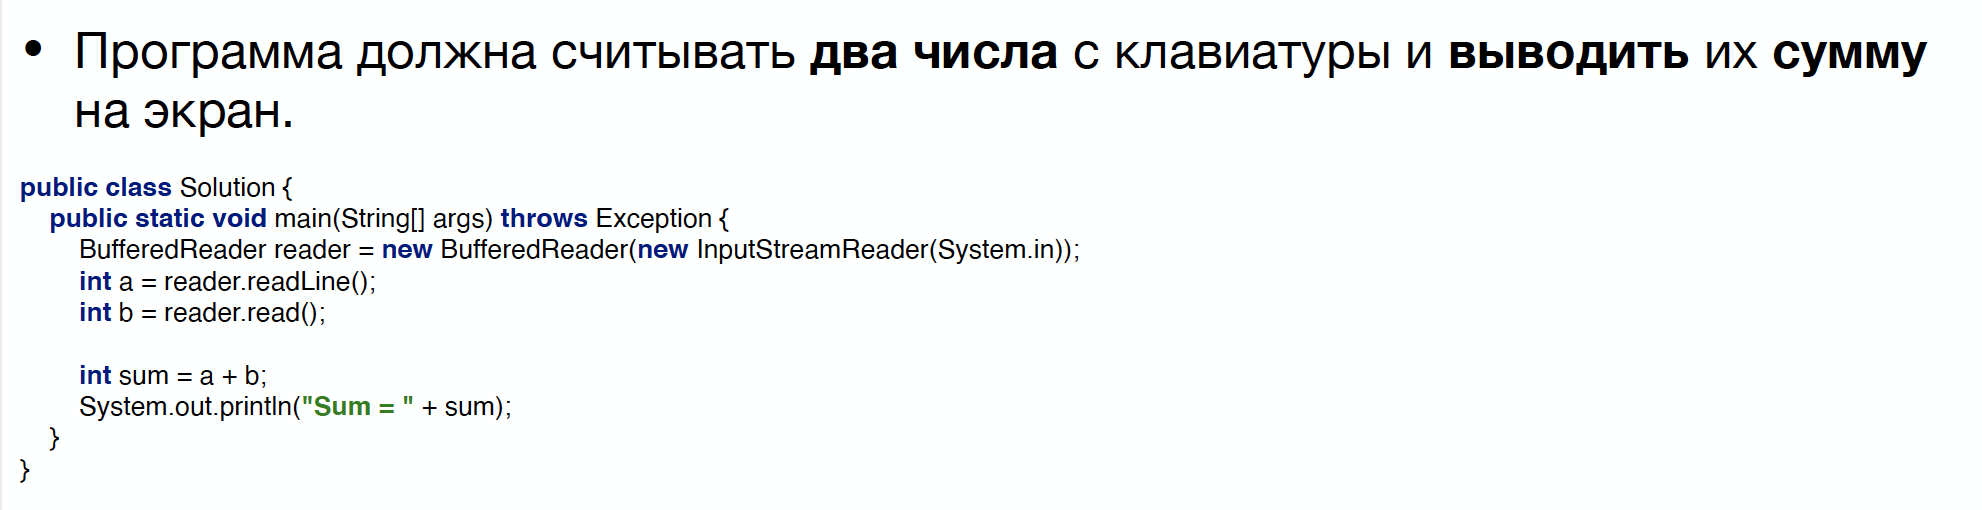 • Программа должна считывать два числа с клавиатуры и выводить их сумму
на экран.
public class Solution {
public static void main(String[] args) throws Exception {
BufferedReader reader = new BufferedReader(new InputStreamReader(System.in));
int a = reader.readLine();
int b = reader.read();
int sum = a + b;
System.out.println("Sum = " + sum);
}
}